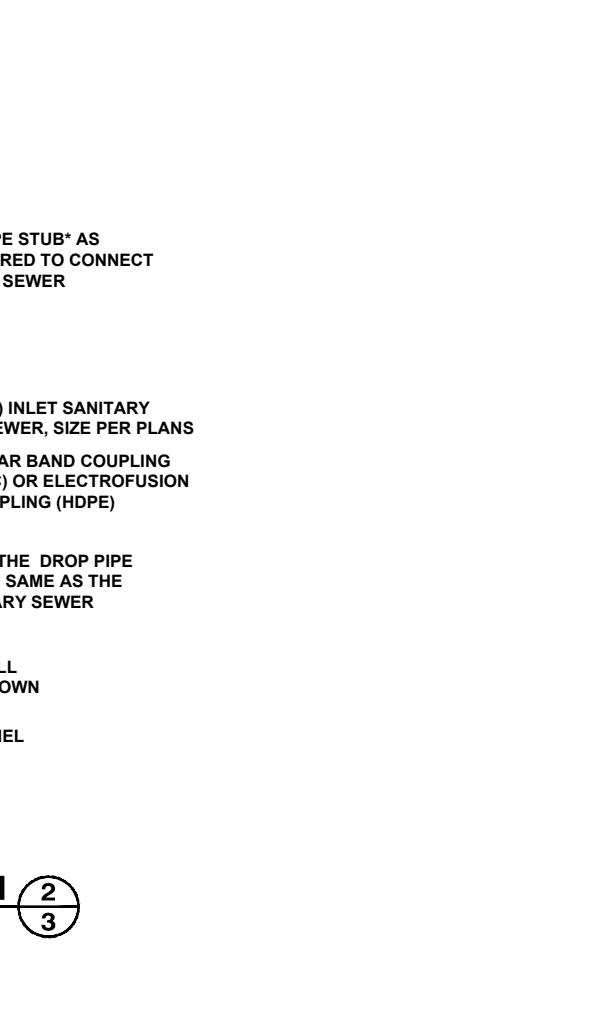 PE STUB* AS
RED TO CONNECT
SEWER
) INLET SANITARY
EWER, SIZE PER PLANS
AR BAND COUPLING
C) OR ELECTROFUSION
PLING (HDPE)
THE DROP PIPE
SAME AS THE
ARY SEWER
LL
OWN
NEL
2
3